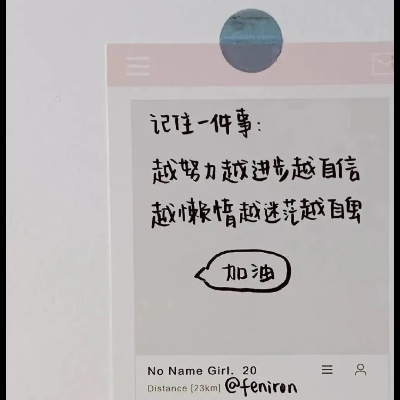 记住一件事:
越努力越进步越自信
越懒惰越迷茫越自卑
加油
No Name Girl. 20
Distance [23km] @feniron